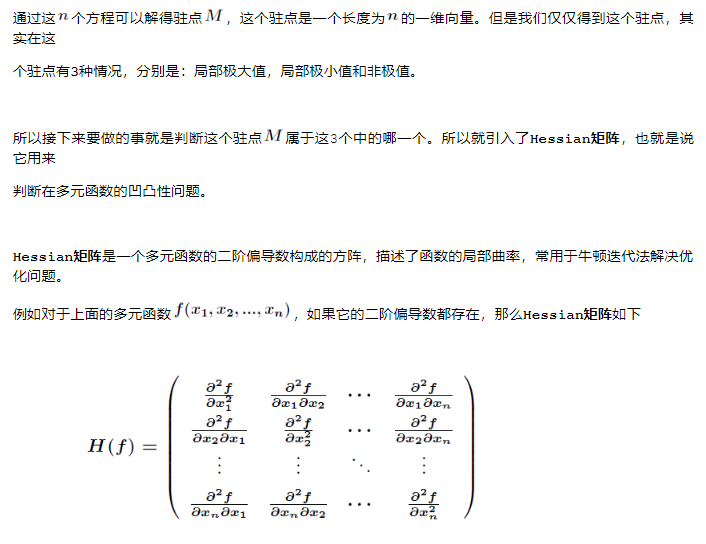 通过这 n 个方程可以解得驻点 M，这个驻点是一个长度为 n 的一维向量。但是我们仅仅得到这个驻点，其
实在这
个驻点有3种情况，分别是：局部极大值，局部极小值和非极值。
所以接下来要做的事就是判断这个驻点 M 属于这3个中的哪一个。所以就引入了Hessian矩阵，也就是说
它用来
判断在多元函数的凹凸性问题。
Hessian矩阵是一个多元函数的二阶偏导数构成的方阵，描述了函数的局部曲率，常用于牛顿迭代法解决优
化问题。
例如对于上面的多元函数 f(x₁, x₂, ..., xₙ)，如果它的二阶偏导数都存在，那么Hessian矩阵如下
H(f) = \begin{pmatrix} \frac{\partial^2 f}{\partial x_1^2} & \frac{\partial^2 f}{\partial x_1 \partial x_2} & \cdots & \frac{\partial^2 f}{\partial x_1 \partial x_n} \\ \frac{\partial^2 f}{\partial x_2 \partial x_1} & \frac{\partial^2 f}{\partial x_2^2} & \cdots & \frac{\partial^2 f}{\partial x_2 \partial x_n} \\ \vdots & \vdots & \ddots & \vdots \\ \frac{\partial^2 f}{\partial x_n \partial x_1} & \frac{\partial^2 f}{\partial x_n \partial x_2} & \cdots & \frac{\partial^2 f}{\partial x_n^2} \end{pmatrix}